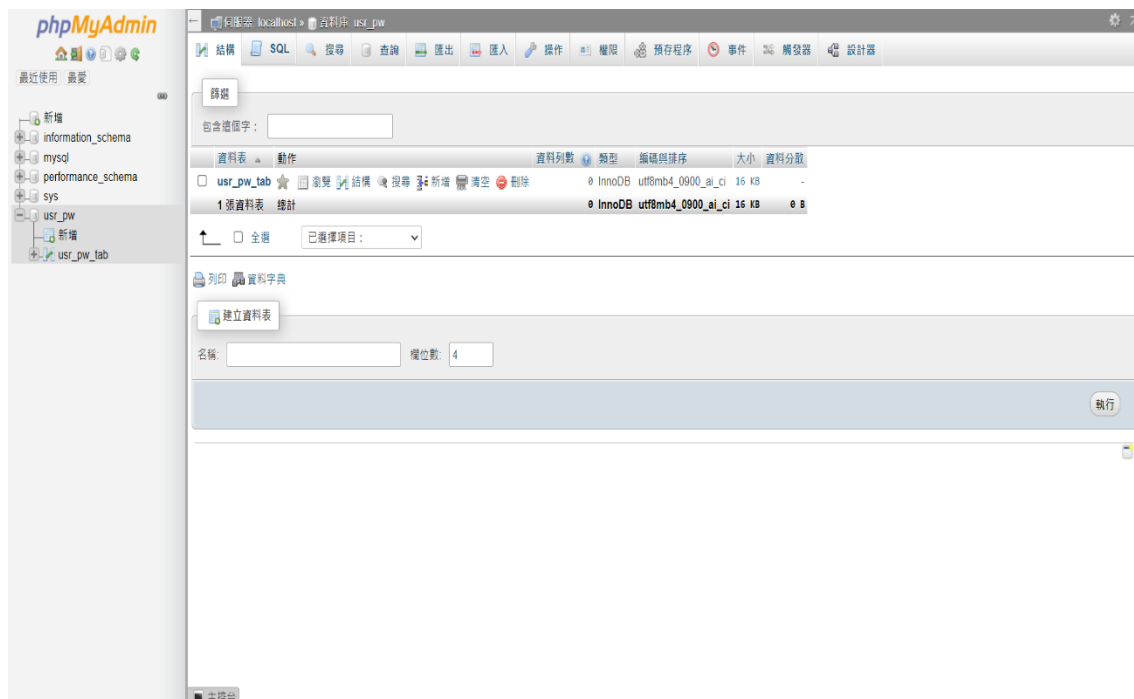 phpMyAdmin
最近使用 最愛
新增
information_schema
mysql
performance_schema
sys
usr_pw
新增
usr_pw_tab
伺服器: localhost » 資料庫: usr_pw
結構 SQL 搜尋 查詢 匯出 匯入 操作 權限 預存程序 事件 觸發器 設計器
篩選
包含這個字：
資料表 動作 資料列數 類型 編碼與排序 大小 資料分散
usr_pw_tab 瀏覽 結構 搜尋 新增 清空 刪除 0 InnoDB utf8mb4_0900_ai_ci 16 KB -
1 張資料表 總計 0 InnoDB utf8mb4_0900_ai_ci 16 KB 0 B
全選 已選擇項目：
列印 資料字典
建立資料表
名稱: 欄位數: 4
執行
主控台